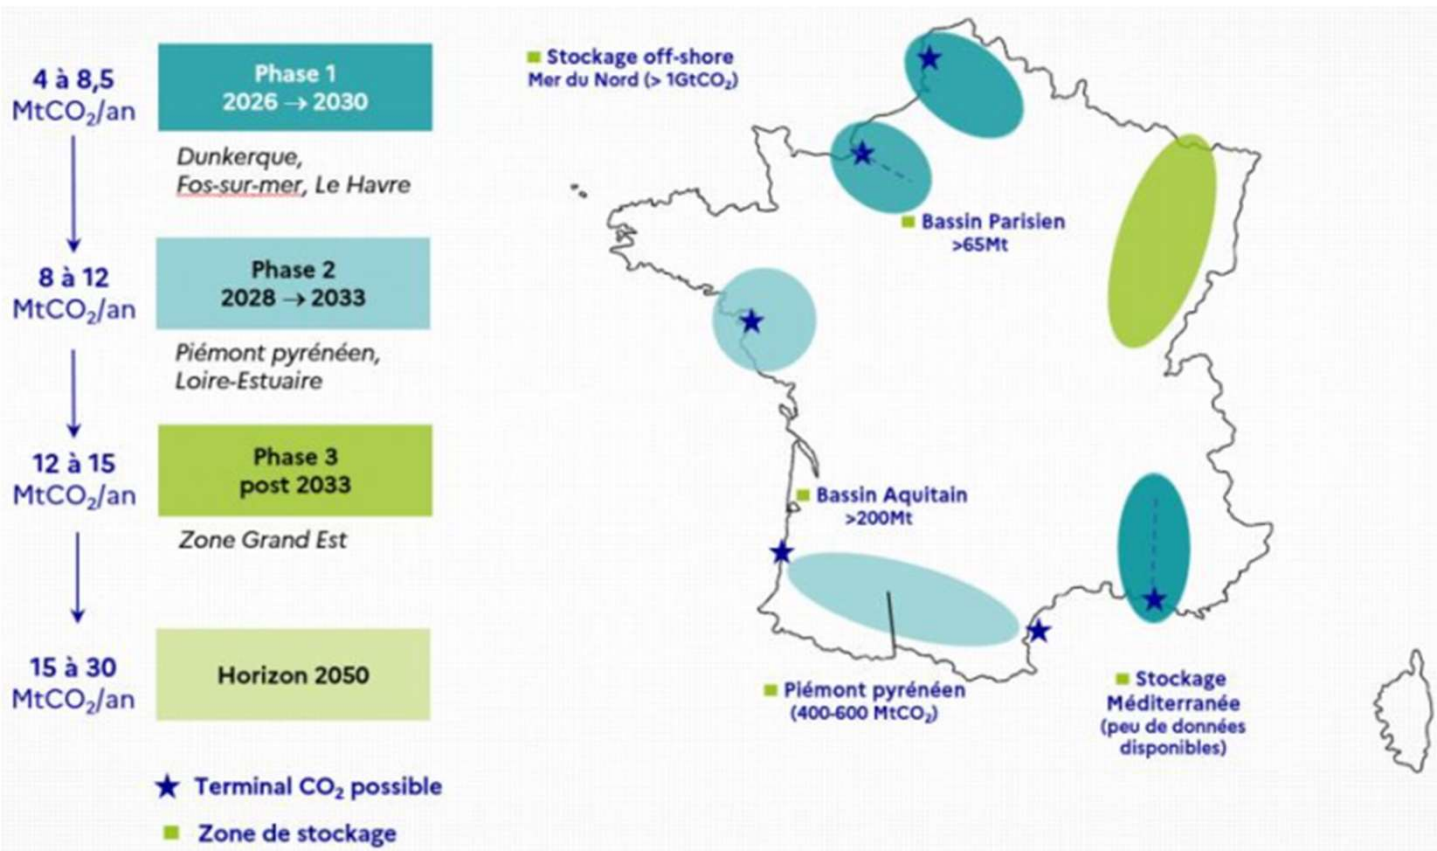 4 à 8,5
MtCO₂/an
Phase 1
2026 → 2030
Dunkerque,
Fos-sur-mer, Le Havre
8 à 12
MtCO₂/an
Phase 2
2028 → 2033
Piémont pyrénéen,
Loire-Estuaire
12 à 15
MtCO₂/an
Phase 3
post 2033
Zone Grand Est
15 à 30
MtCO₂/an
Horizon 2050
Terminal CO₂ possible
Zone de stockage
Stockage off-shore
Mer du Nord (> 1GtCO₂)
Bassin Parisien
>65Mt
Bassin Aquitain
>200Mt
Piémont pyrénéen
(400-600 MtCO₂)
Stockage
Méditerranée
(peu de données
disponibles)